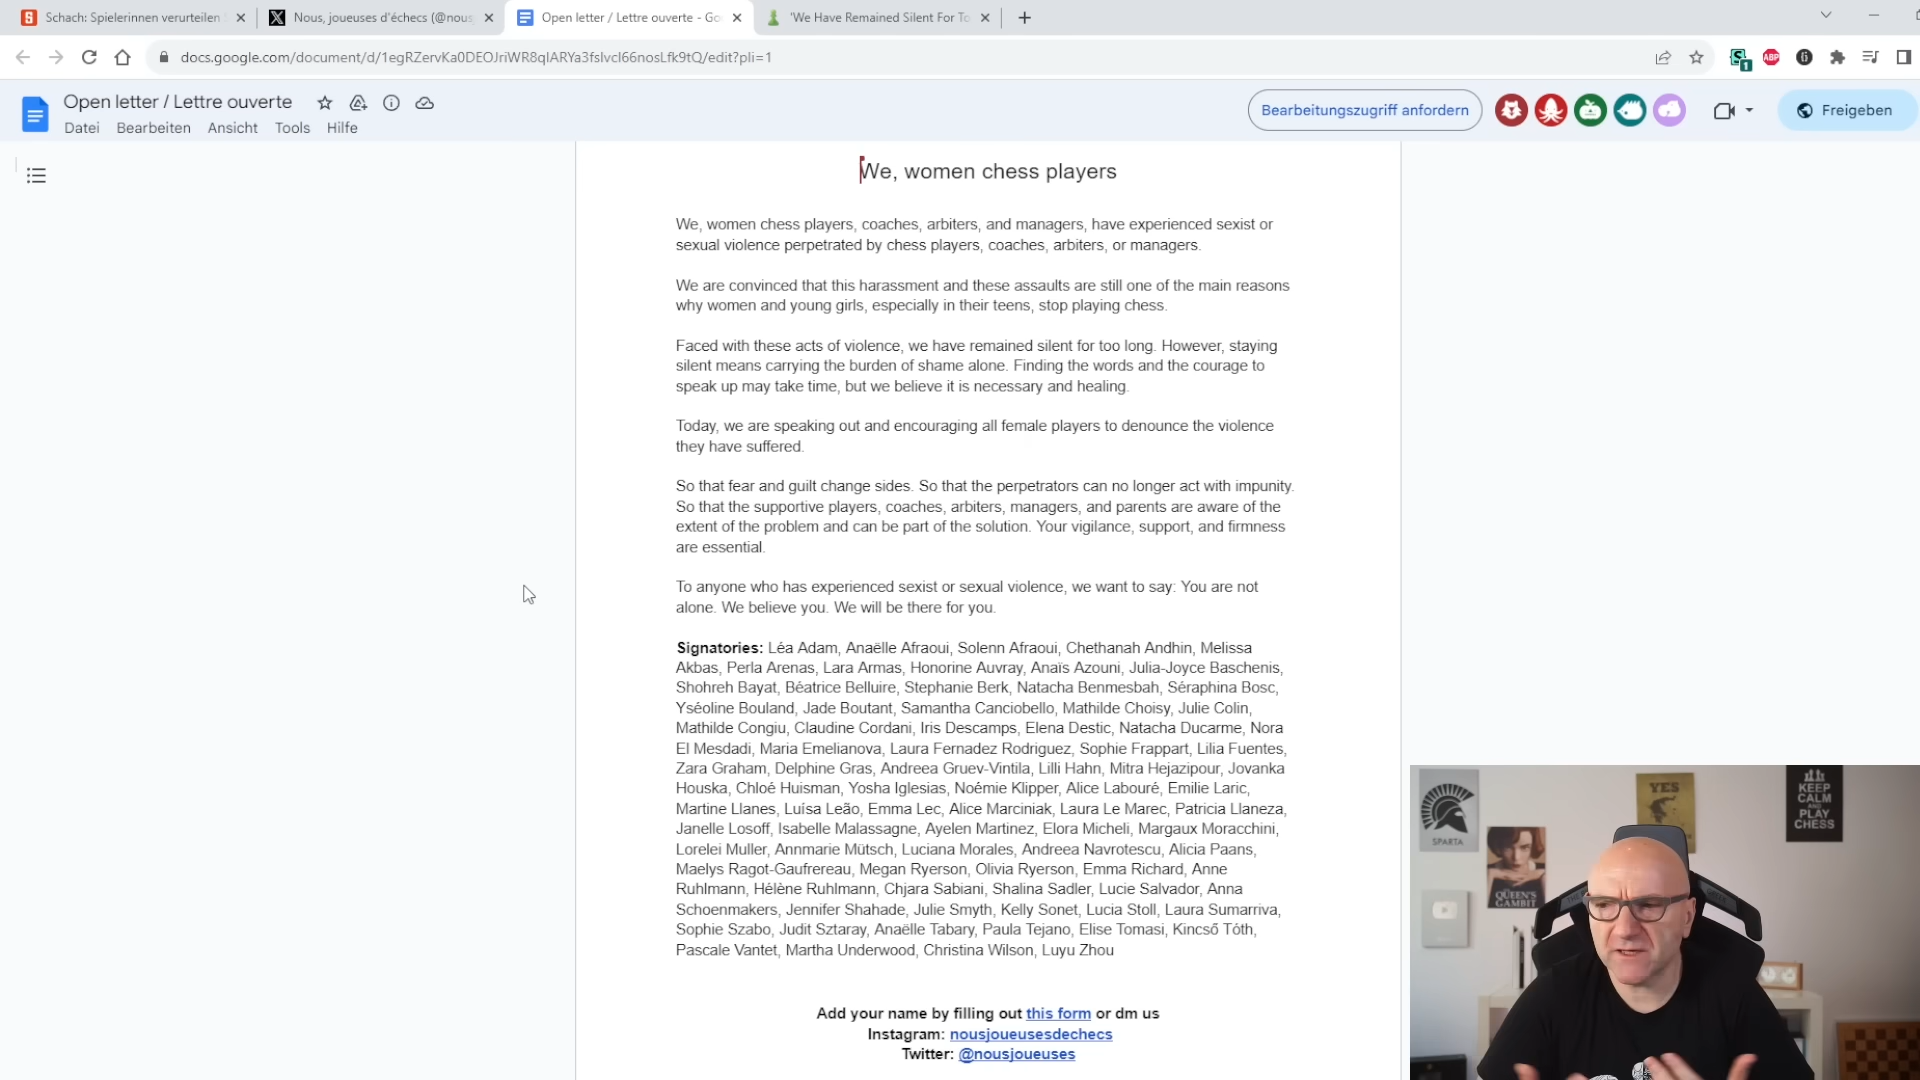 Schach: Spielerinnen verurteilen
Nous, joueuses d'échecs (@nous
Open letter / Lettre ouverte - Go
'We Have Remained Silent For To
docs.google.com/document/d/1egRZervKa0DEOJriWR8qlARYa3fslvcl66nosLfk9tQ/edit?pli=1
ABP
1
Open letter / Lettre ouverte
Datei Bearbeiten Ansicht Tools Hilfe
Bearbeitungszugriff anfordern
Freigeben
We, women chess players
We, women chess players, coaches, arbiters, and managers, have experienced sexist or
sexual violence perpetrated by chess players, coaches, arbiters, or managers.
We are convinced that this harassment and these assaults are still one of the main reasons
why women and young girls, especially in their teens, stop playing chess.
Faced with these acts of violence, we have remained silent for too long. However, staying
silent means carrying the burden of shame alone. Finding the words and the courage to
speak up may take time, but we believe it is necessary and healing.
Today, we are speaking out and encouraging all female players to denounce the violence
they have suffered.
So that fear and guilt change sides. So that the perpetrators can no longer act with impunity.
So that the supportive players, coaches, arbiters, managers, and parents are aware of the
extent of the problem and can be part of the solution. Your vigilance, support, and firmness
are essential.
To anyone who has experienced sexist or sexual violence, we want to say: You are not
alone. We believe you. We will be there for you.
Signatories: Léa Adam, Anaëlle Afraoui, Solenn Afraoui, Chethanah Andhin, Melissa
Akbas, Perla Arenas, Lara Armas, Honorine Auvray, Anaïs Azouni, Julia-Joyce Baschenis,
Shohreh Bayat, Béatrice Belluire, Stephanie Berk, Natacha Benmesbah, Séraphina Bosc,
Yséoline Bouland, Jade Boutant, Samantha Canciobello, Mathilde Choisy, Julie Colin,
Mathilde Congiu, Claudine Cordani, Iris Descamps, Elena Destic, Natacha Ducarme, Nora
El Mesdadi, Maria Emelianova, Laura Fernadez Rodriguez, Sophie Frappart, Lilia Fuentes,
Zara Graham, Delphine Gras, Andreea Gruev-Vintila, Lilli Hahn, Mitra Hejazipour, Jovanka
Houska, Chloé Huisman, Yosha Iglesias, Noémie Klipper, Alice Labouré, Emilie Laric,
Martine Llanes, Luísa Leão, Emma Lec, Alice Marciniak, Laura Le Marec, Patricia Llaneza,
Janelle Losoff, Isabelle Malassagne, Ayelen Martinez, Elora Micheli, Margaux Moracchini,
Lorelei Muller, Annmarie Mütsch, Luciana Morales, Andreea Navrotescu, Alicia Paans,
Maelys Ragot-Gaufrereau, Megan Ryerson, Olivia Ryerson, Emma Richard, Anne
Ruhlmann, Hélène Ruhlmann, Chjara Sabiani, Shalina Sadler, Lucie Salvador, Anna
Schoenmakers, Jennifer Shahade, Julie Smyth, Kelly Sonet, Lucia Stoll, Laura Sumarriva,
Sophie Szabo, Judit Sztaray, Anaëlle Tabary, Paula Tejano, Elise Tomasi, Kincső Tóth,
Pascale Vantet, Martha Underwood, Christina Wilson, Luyu Zhou
Add your name by filling out this form or dm us
Instagram: nousjoueusesdechecs
Twitter: @nousjoueuses
SPARTA
YES
KEEP
CALM
AND
PLAY
CHESS
THE
QUEEN'S
GAMBIT